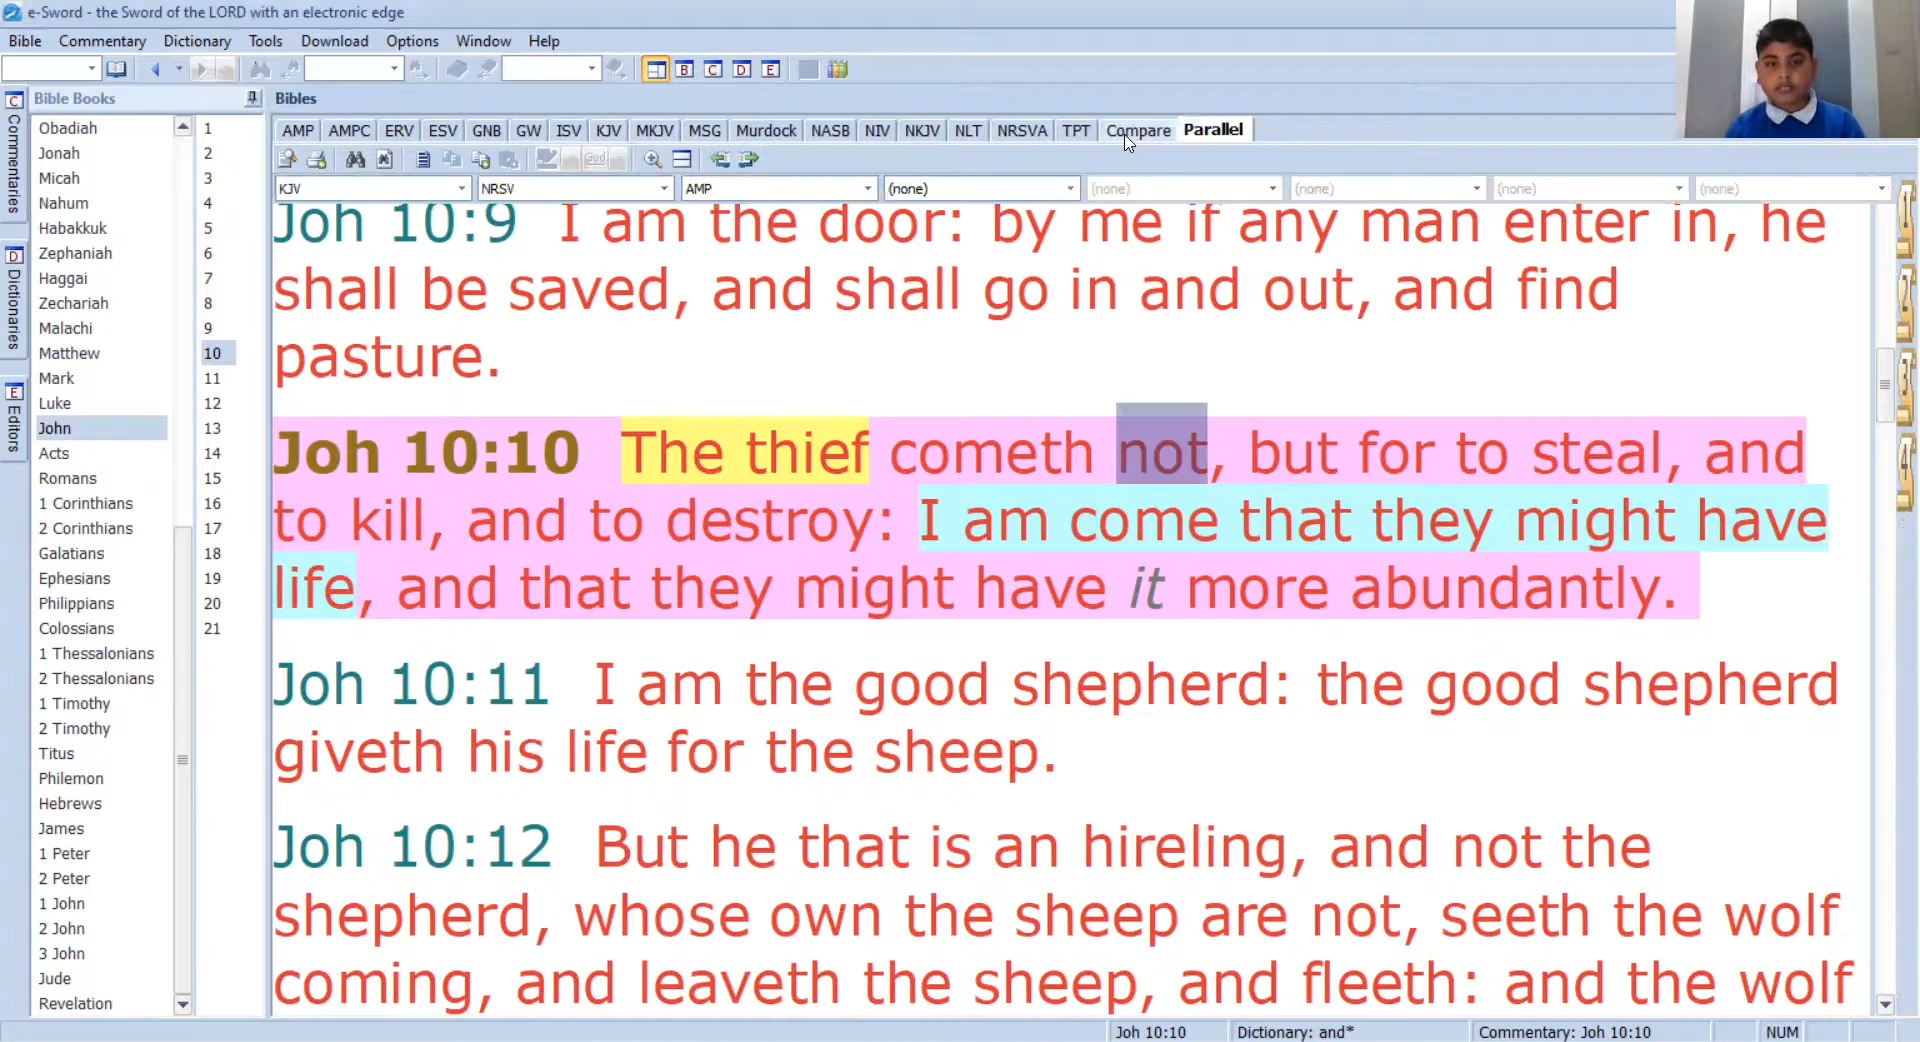 e-Sword - the Sword of the LORD with an electronic edge
Bible Commentary Dictionary Tools Download Options Window Help
B C D E
Bible Books
Bibles
C Commentaries
D Dictionaries
E Editors
AMP AMPC ERV ESV GNB GW ISV KJV MKJV MSG Murdock NASB NIV NKJV NLT NRSVA TPT Compare Parallel
God
KJV NRSV AMP (none) (none) (none) (none) (none)
Obadiah 1
Jonah 2
Micah 3
Nahum 4
Habakkuk 5
Zephaniah 6
Haggai 7
Zechariah 8
Malachi 9
Matthew 10
Mark 11
Luke 12
John 13
Acts 14
Romans 15
1 Corinthians 16
2 Corinthians 17
Galatians 18
Ephesians 19
Philippians 20
Colossians 21
1 Thessalonians
2 Thessalonians
1 Timothy
2 Timothy
Titus
Philemon
Hebrews
James
1 Peter
2 Peter
1 John
2 John
3 John
Jude
Revelation
Joh 10:9 I am the door: by me if any man enter in, he
shall be saved, and shall go in and out, and find
pasture.
Joh 10:10 The thief cometh not, but for to steal, and
to kill, and to destroy: I am come that they might have
life, and that they might have it more abundantly.
Joh 10:11 I am the good shepherd: the good shepherd
giveth his life for the sheep.
Joh 10:12 But he that is an hireling, and not the
shepherd, whose own the sheep are not, seeth the wolf
coming, and leaveth the sheep, and fleeth: and the wolf
1
2
3
4
Joh 10:10 Dictionary: and* Commentary: Joh 10:10 NUM